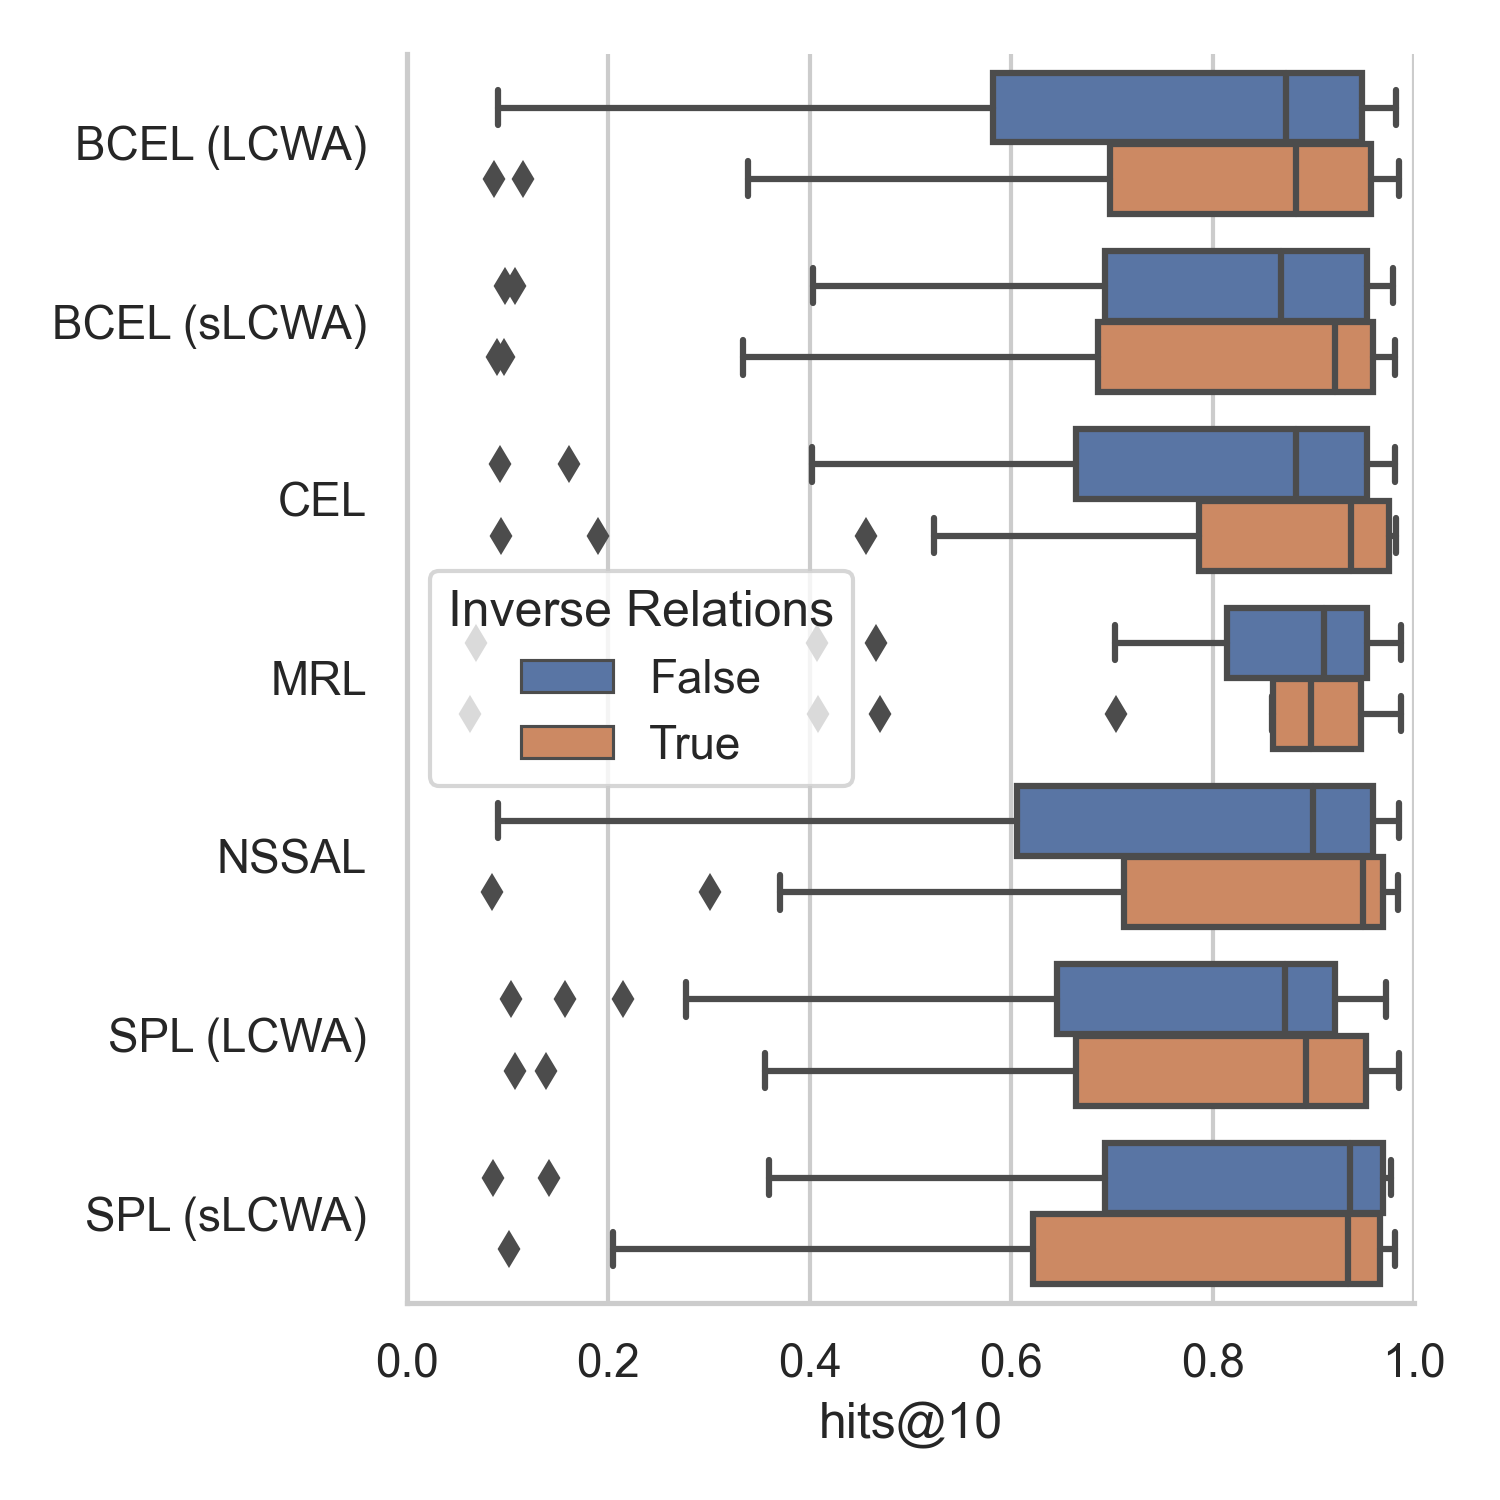 BCEL (LCWA)
BCEL (sLCWA)
CEL
MRL
NSSAL
SPL (LCWA)
SPL (sLCWA)
Inverse Relations
False
True
0.0 0.2 0.4 0.6 0.8 1.0
hits@10